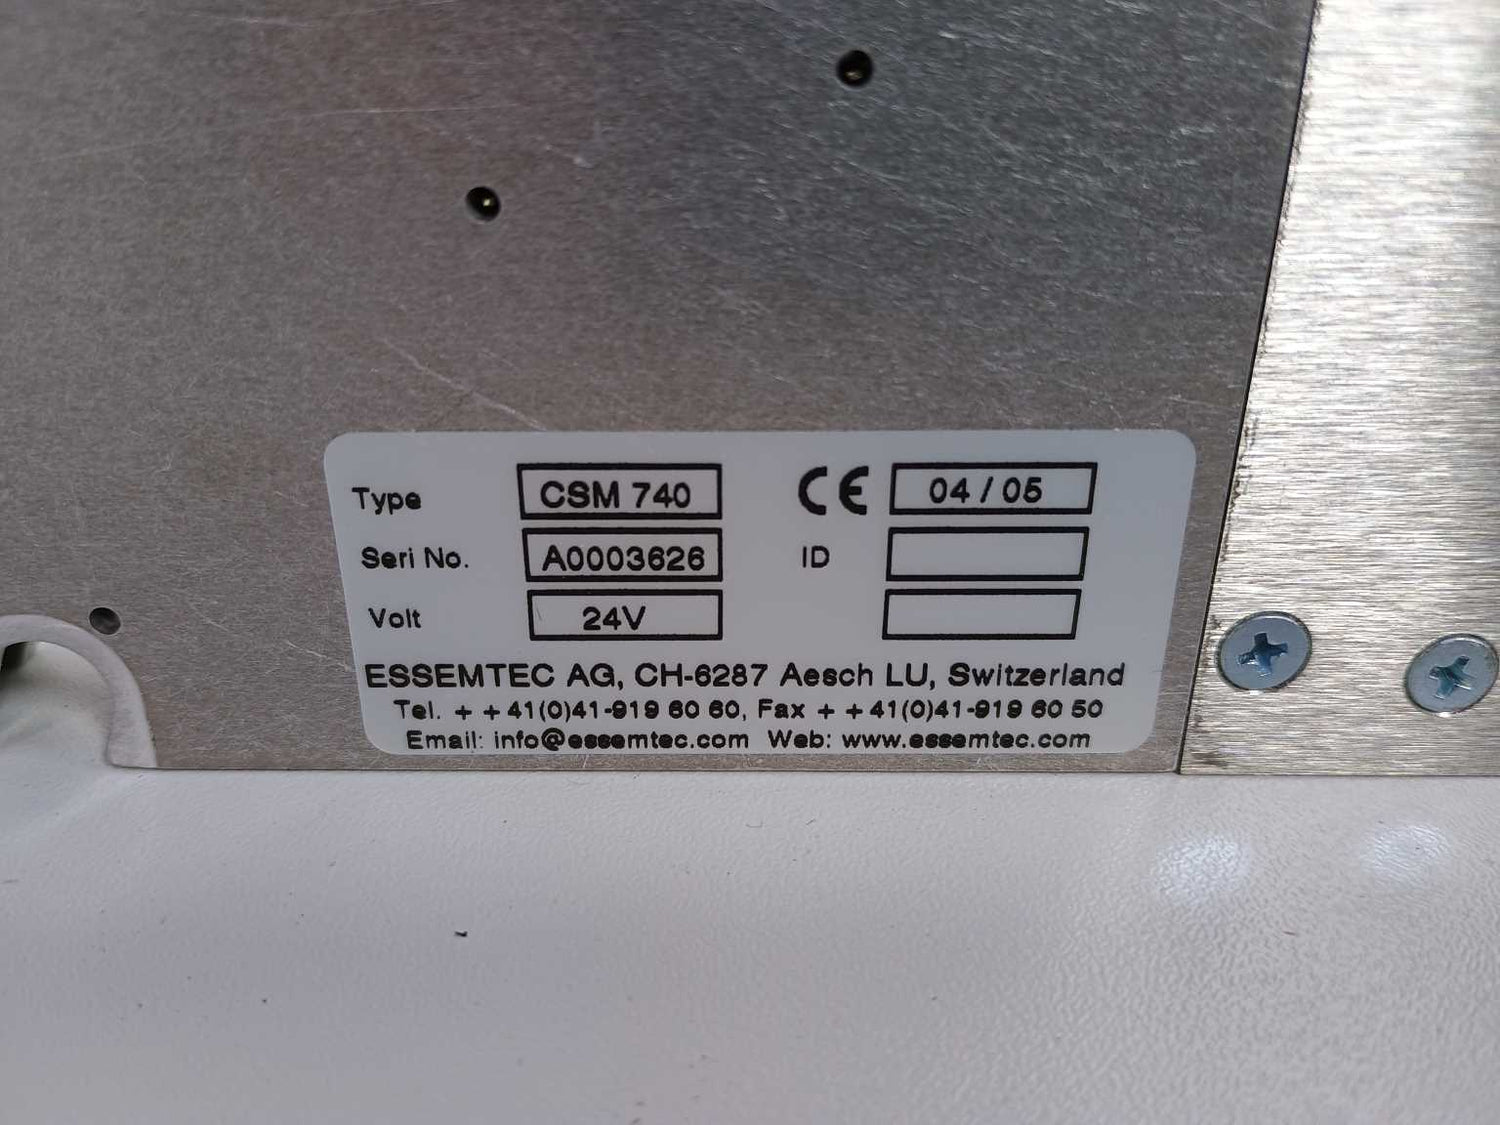 Type CSM 740 CE 04 / 05
Seri No. A0003626 ID
Volt 24V
ESSEMTEC AG, CH-6287 Aesch LU, Switzerland
Tel. + + 41(0)41-919 60 60, Fax + + 41(0)41-919 60 50
Email: info@essemtec.com Web: www.essemtec.com